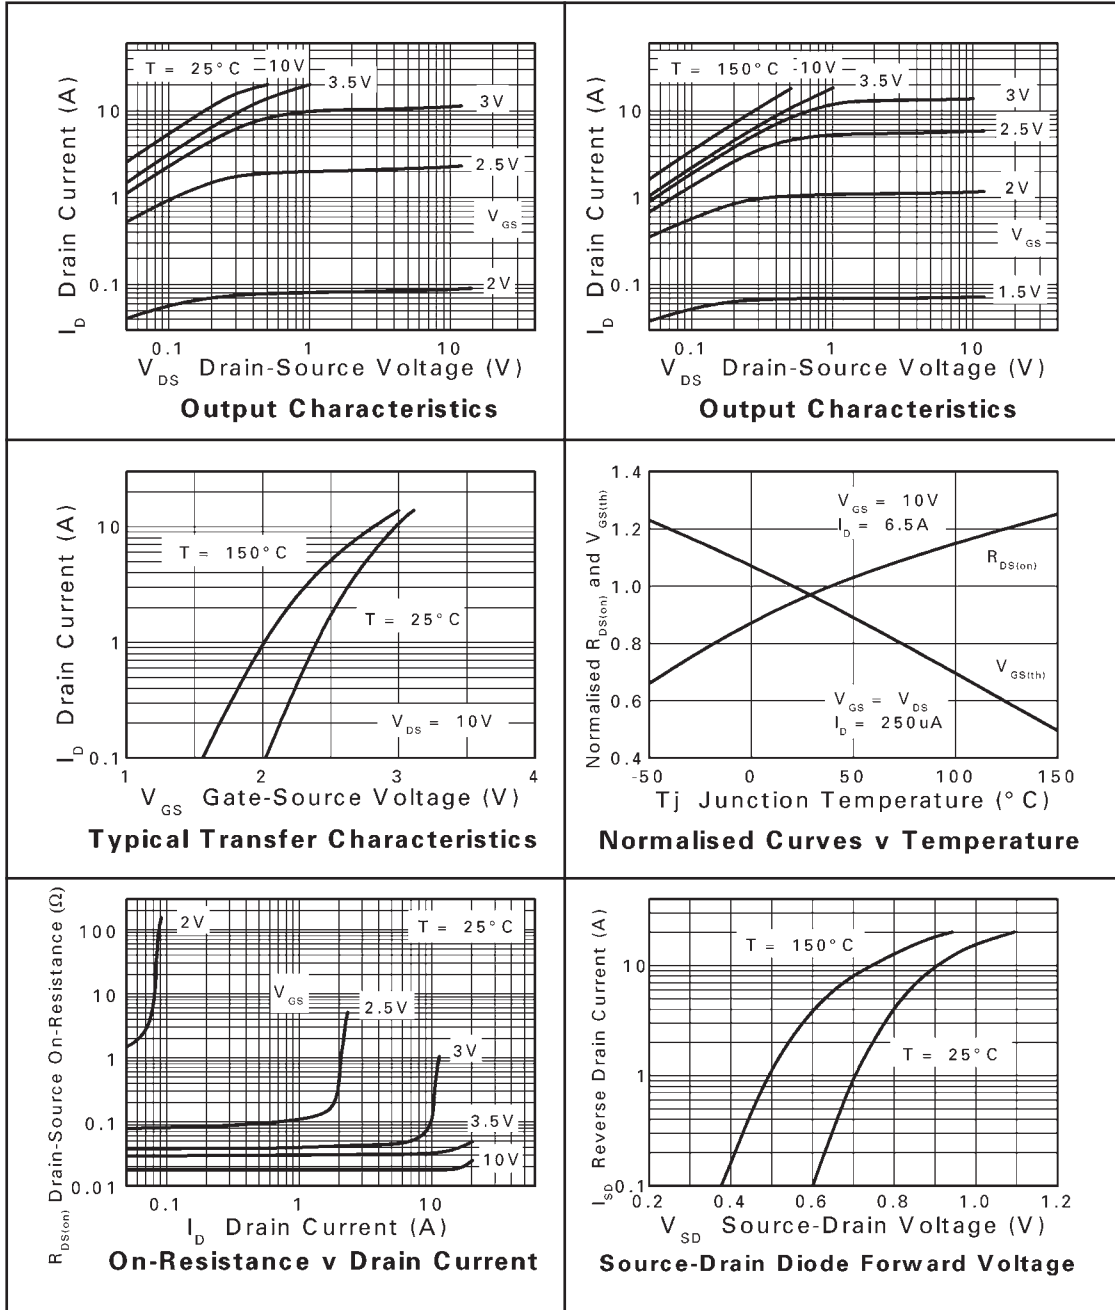 T = 25°C
10V
3.5V
3V
2.5V
V_GS
2V
10
1
0.1
I_D Drain Current (A)
0.1
1
10
V_DS Drain-Source Voltage (V)
Output Characteristics
T = 150°C
10V
3.5V
3V
2.5V
2V
V_GS
1.5V
10
1
0.1
I_D Drain Current (A)
0.1
1
10
V_DS Drain-Source Voltage (V)
Output Characteristics
10
1
0.1
I_D Drain Current (A)
T = 150°C
T = 25°C
V_DS = 10V
1
2
3
4
V_GS Gate-Source Voltage (V)
Typical Transfer Characteristics
1.4
1.2
1.0
0.8
0.6
0.4
Normalised R_DS(on) and V_GS(th)
V_GS = 10V
I_D = 6.5A
R_DS(on)
V_GS(th)
V_GS = V_DS
I_D = 250uA
-50
0
50
100
150
Tj Junction Temperature (°C)
Normalised Curves v Temperature
100
10
1
0.1
0.01
R_DS(on) Drain-Source On-Resistance (Ω)
2V
T = 25°C
V_GS
2.5V
3V
3.5V
10V
0.1
1
10
I_D Drain Current (A)
On-Resistance v Drain Current
10
1
0.1
I_SD Reverse Drain Current (A)
T = 150°C
T = 25°C
0.2
0.4
0.6
0.8
1.0
1.2
V_SD Source-Drain Voltage (V)
Source-Drain Diode Forward Voltage